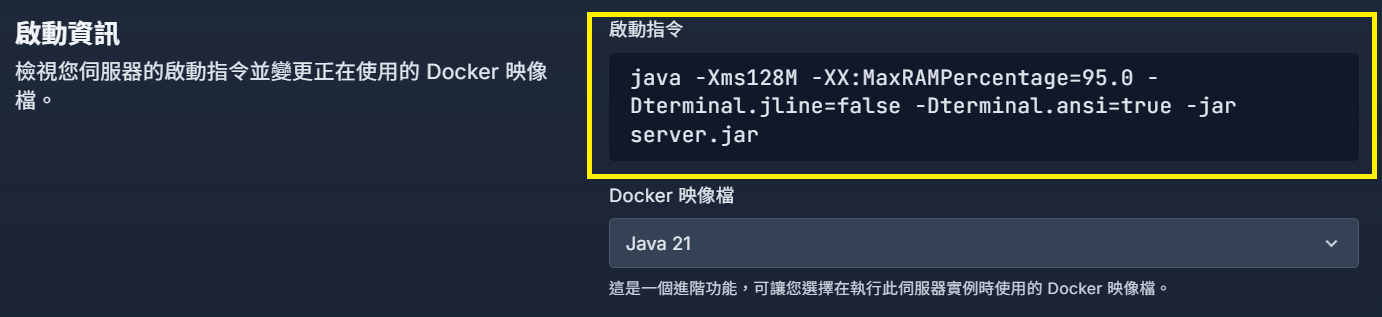 啟動資訊
檢視您伺服器的啟動指令並變更正在使用的 Docker 映像
檔。
啟動指令
java -Xms128M -XX:MaxRAMPercentage=95.0 -
Dterminal.jline=false -Dterminal.ansi=true -jar
server.jar
Docker 映像檔
Java 21
這是一個進階功能，可讓您選擇在執行此伺服器實例時使用的 Docker 映像檔。